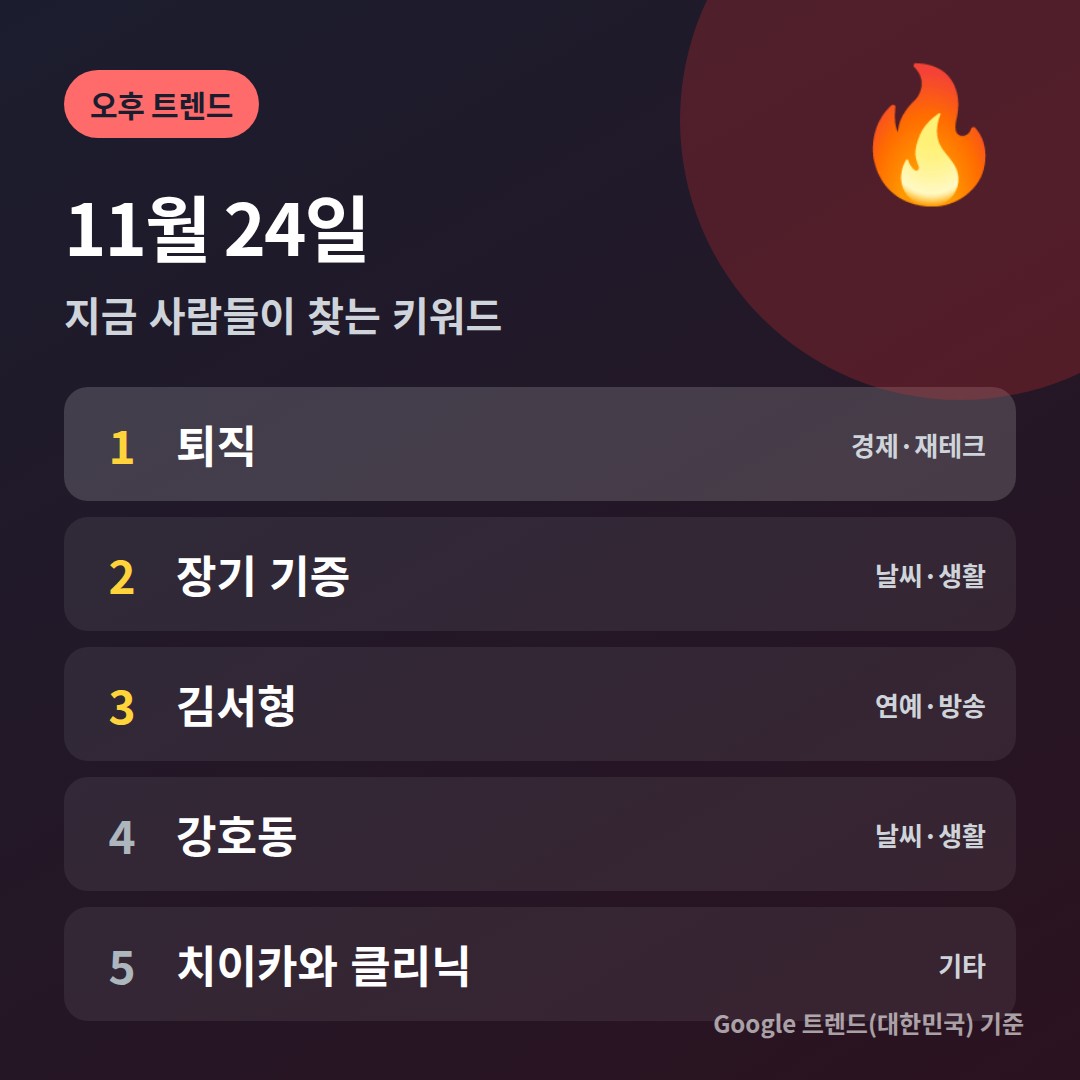 오후 트렌드
11월 24일
지금 사람들이 찾는 키워드
1 퇴직 경제·재테크
2 장기 기증 날씨·생활
3 김서형 연예·방송
4 강호동 날씨·생활
5 치이카와 클리닉 기타
Google 트렌드(대한민국) 기준